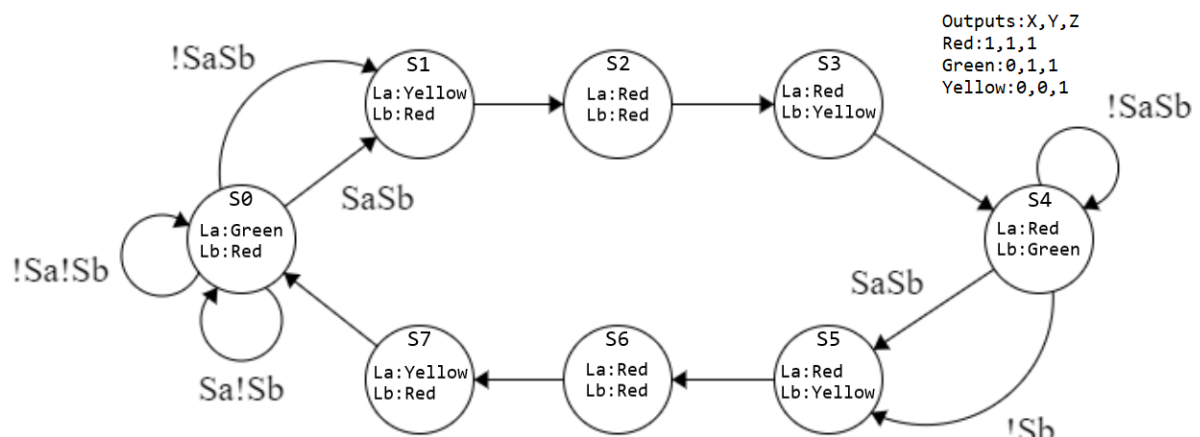 Outputs:X,Y,Z
Red:1,1,1
Green:0,1,1
Yellow:0,0,1
!SaSb
S1
La:Yellow
Lb:Red
S2
La:Red
Lb:Red
S3
La:Red
Lb:Yellow
!SaSb
SaSb
S0
La:Green
Lb:Red
S4
La:Red
Lb:Green
!Sa!Sb
SaSb
Sa!Sb
S7
La:Yellow
Lb:Red
S6
La:Red
Lb:Red
S5
La:Red
Lb:Yellow
!Sb